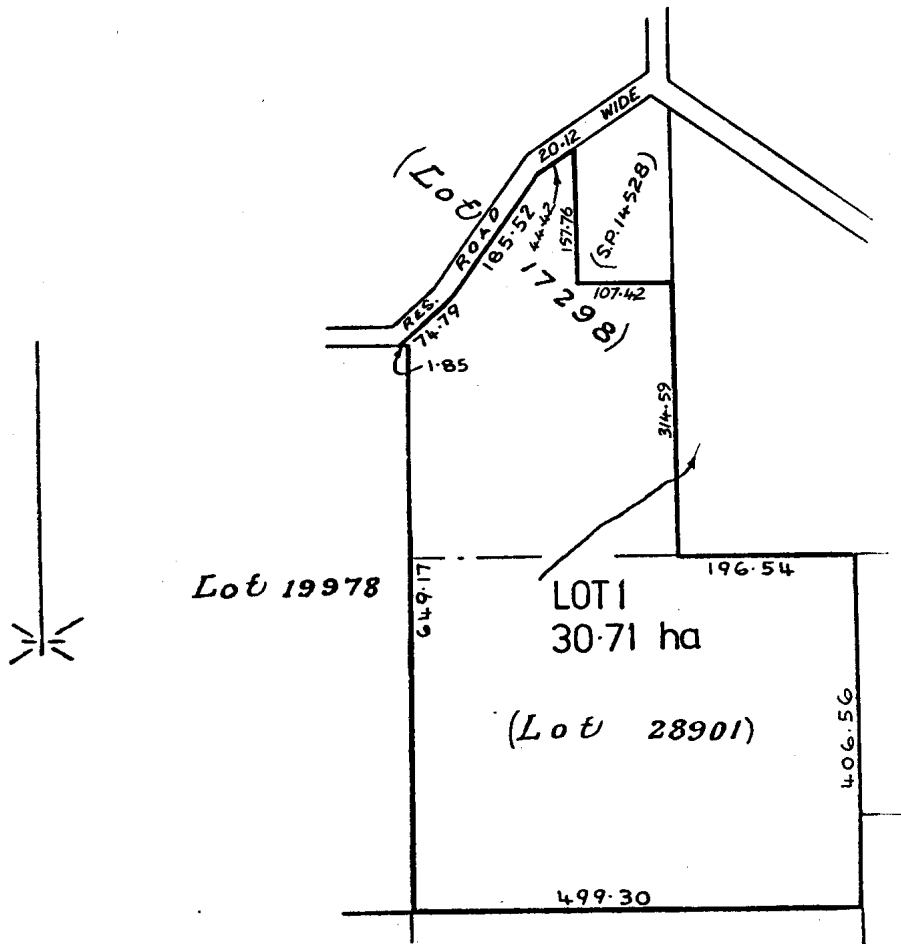 20·12 WIDE
(Lot
17298)
RES. ROAD
185·52
44·42
157·76
(S.P. 14528)
107·42
74·79
1·85
314·59
Lot 19978
649·17
196·54
LOT 1
30·71 ha
(Lot 28901)
406·56
499·30